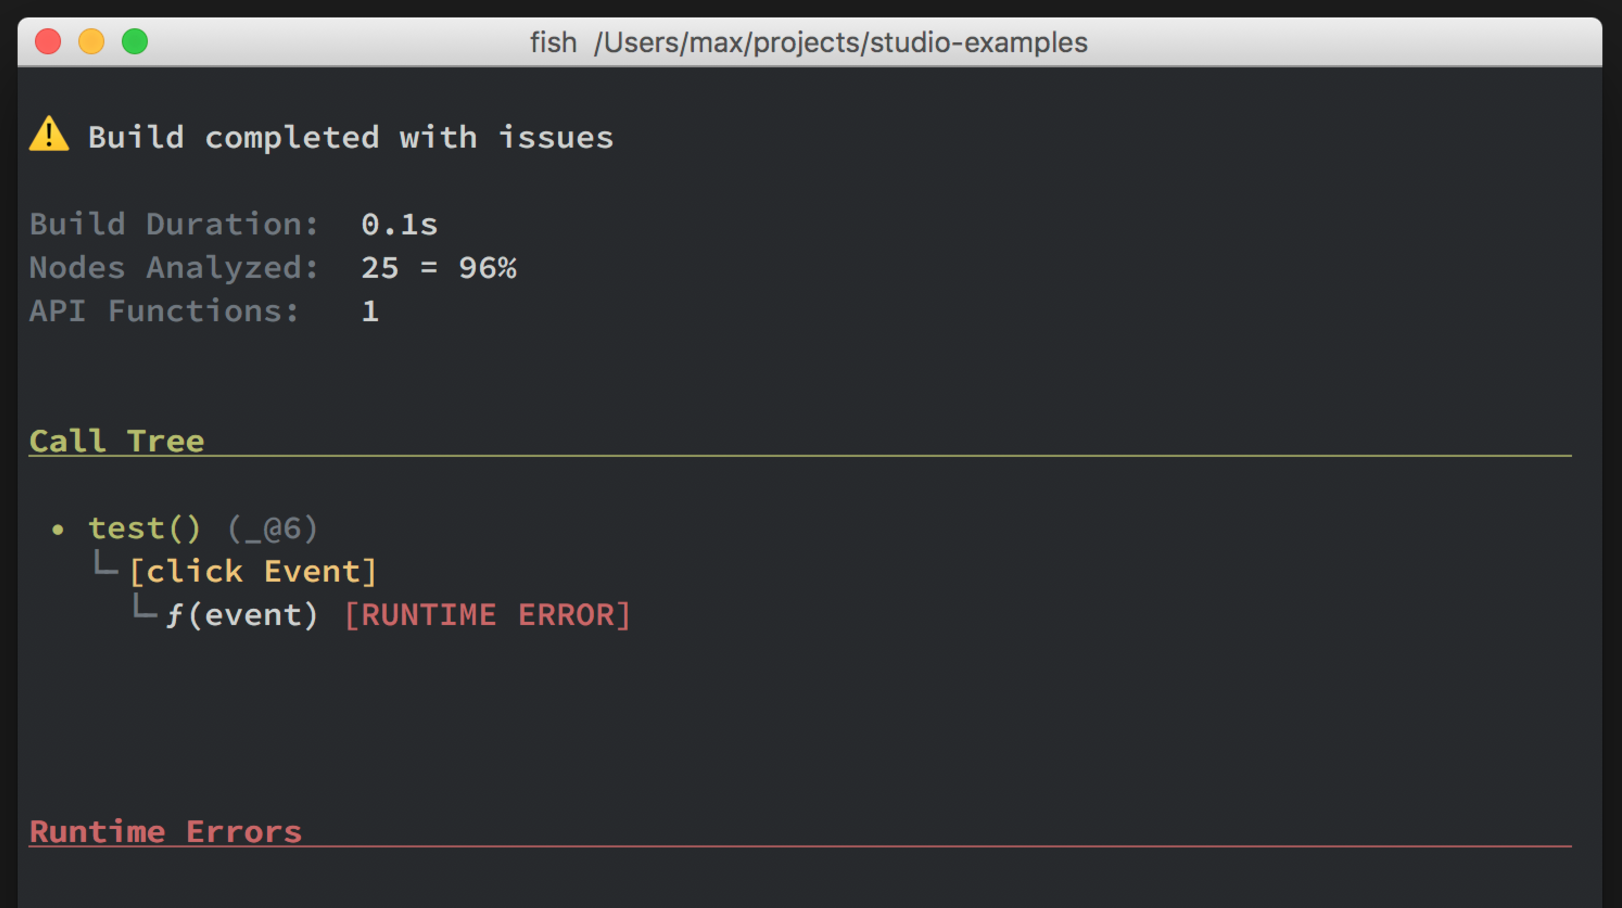 fish  /Users/max/projects/studio-examples
⚠ Build completed with issues
Build Duration:  0.1s
Nodes Analyzed:  25 = 96%
API Functions:   1
Call Tree
• test() (_@6)
└─[click Event]
└─ƒ(event) [RUNTIME ERROR]
Runtime Errors